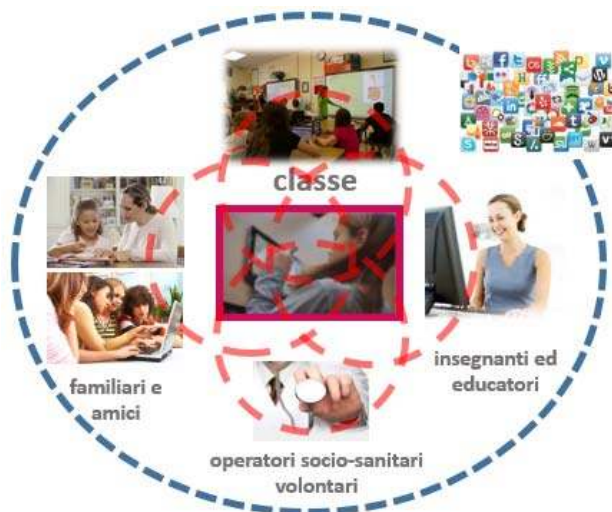 classe
insegnanti ed
educatori
familiari e
amici
operatori socio-sanitari
volontari